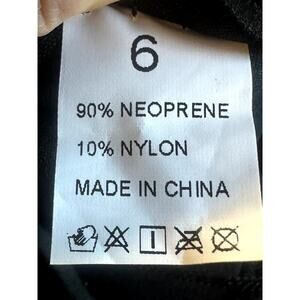 6
90% NEOPRENE
10% NYLON
MADE IN CHINA